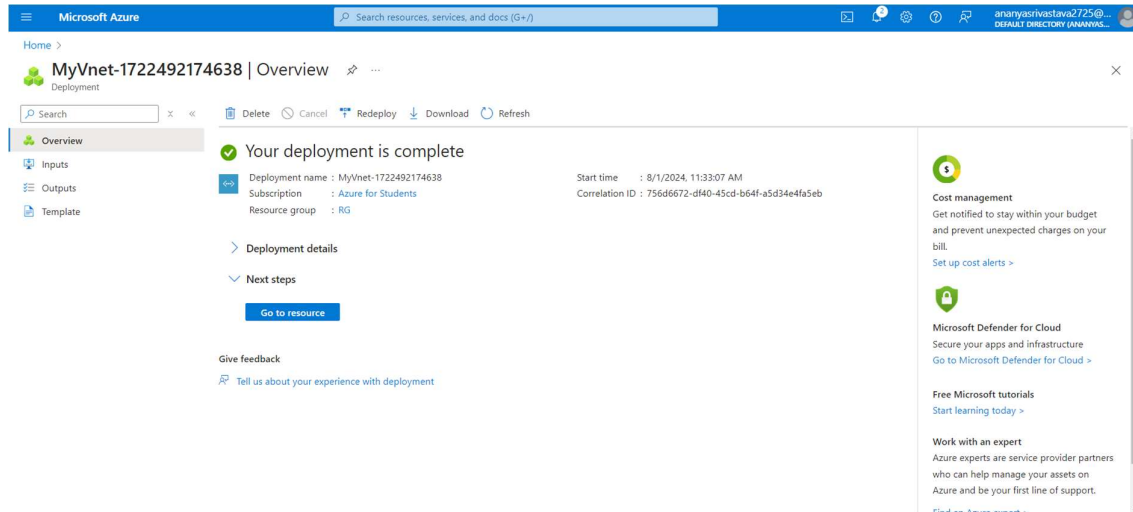 Microsoft Azure
Search resources, services, and docs (G+/)
2
ananyasrivastava2725@...
DEFAULT DIRECTORY (ANANYAS...
Home >
MyVnet-1722492174638 | Overview
...
Deployment
Search
Overview
Inputs
Outputs
Template
Delete Cancel Redeploy Download Refresh
Your deployment is complete
Deployment name : MyVnet-1722492174638
Subscription : Azure for Students
Resource group : RG
Start time : 8/1/2024, 11:33:07 AM
Correlation ID : 756d6672-df40-45cd-b64f-a5d34e4fa5eb
Deployment details
Next steps
Go to resource
Give feedback
Tell us about your experience with deployment
Cost management
Get notified to stay within your budget
and prevent unexpected charges on your
bill.
Set up cost alerts >
Microsoft Defender for Cloud
Secure your apps and infrastructure
Go to Microsoft Defender for Cloud >
Free Microsoft tutorials
Start learning today >
Work with an expert
Azure experts are service provider partners
who can help manage your assets on
Azure and be your first line of support.
Find an Azure expert >